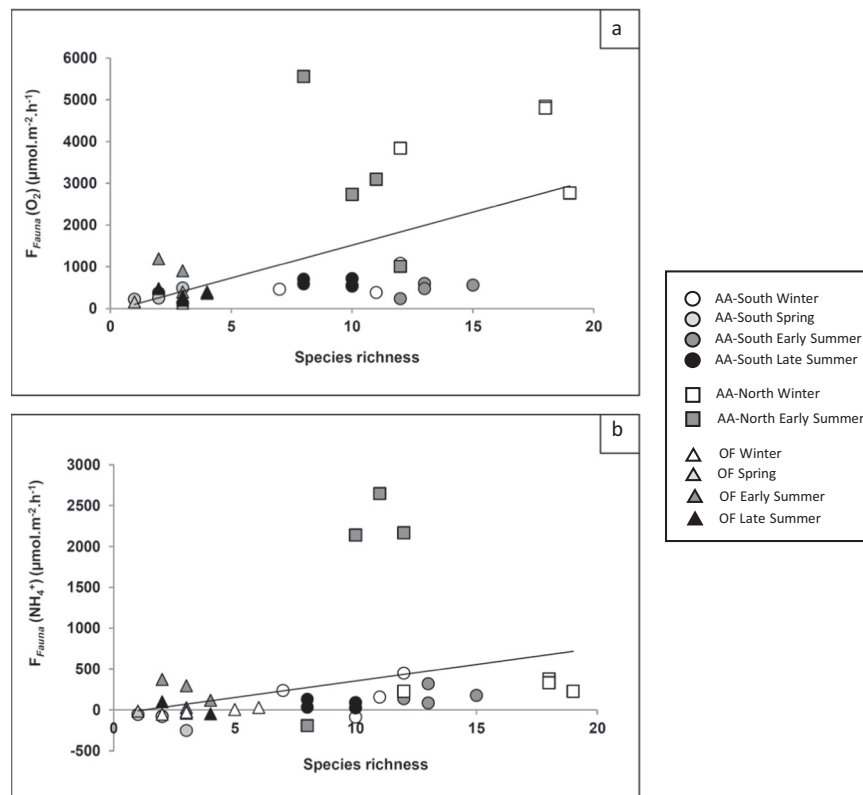 a
6000
5000
4000
3000
2000
1000
0
F_Fauna (O₂) (µmol.m⁻².h⁻¹)
0 5 10 15 20
Species richness
b
3000
2500
2000
1500
1000
500
0
-500
F_Fauna (NH₄⁺) (µmol.m⁻².h⁻¹)
0 5 10 15 20
Species richness
AA-South Winter
AA-South Spring
AA-South Early Summer
AA-South Late Summer
AA-North Winter
AA-North Early Summer
OF Winter
OF Spring
OF Early Summer
OF Late Summer